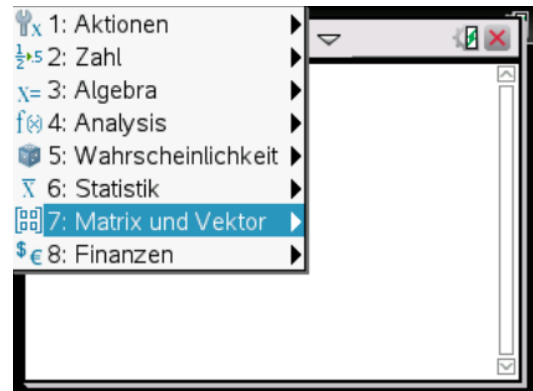 1: Aktionen
2: Zahl
3: Algebra
4: Analysis
5: Wahrscheinlichkeit
6: Statistik
7: Matrix und Vektor
8: Finanzen